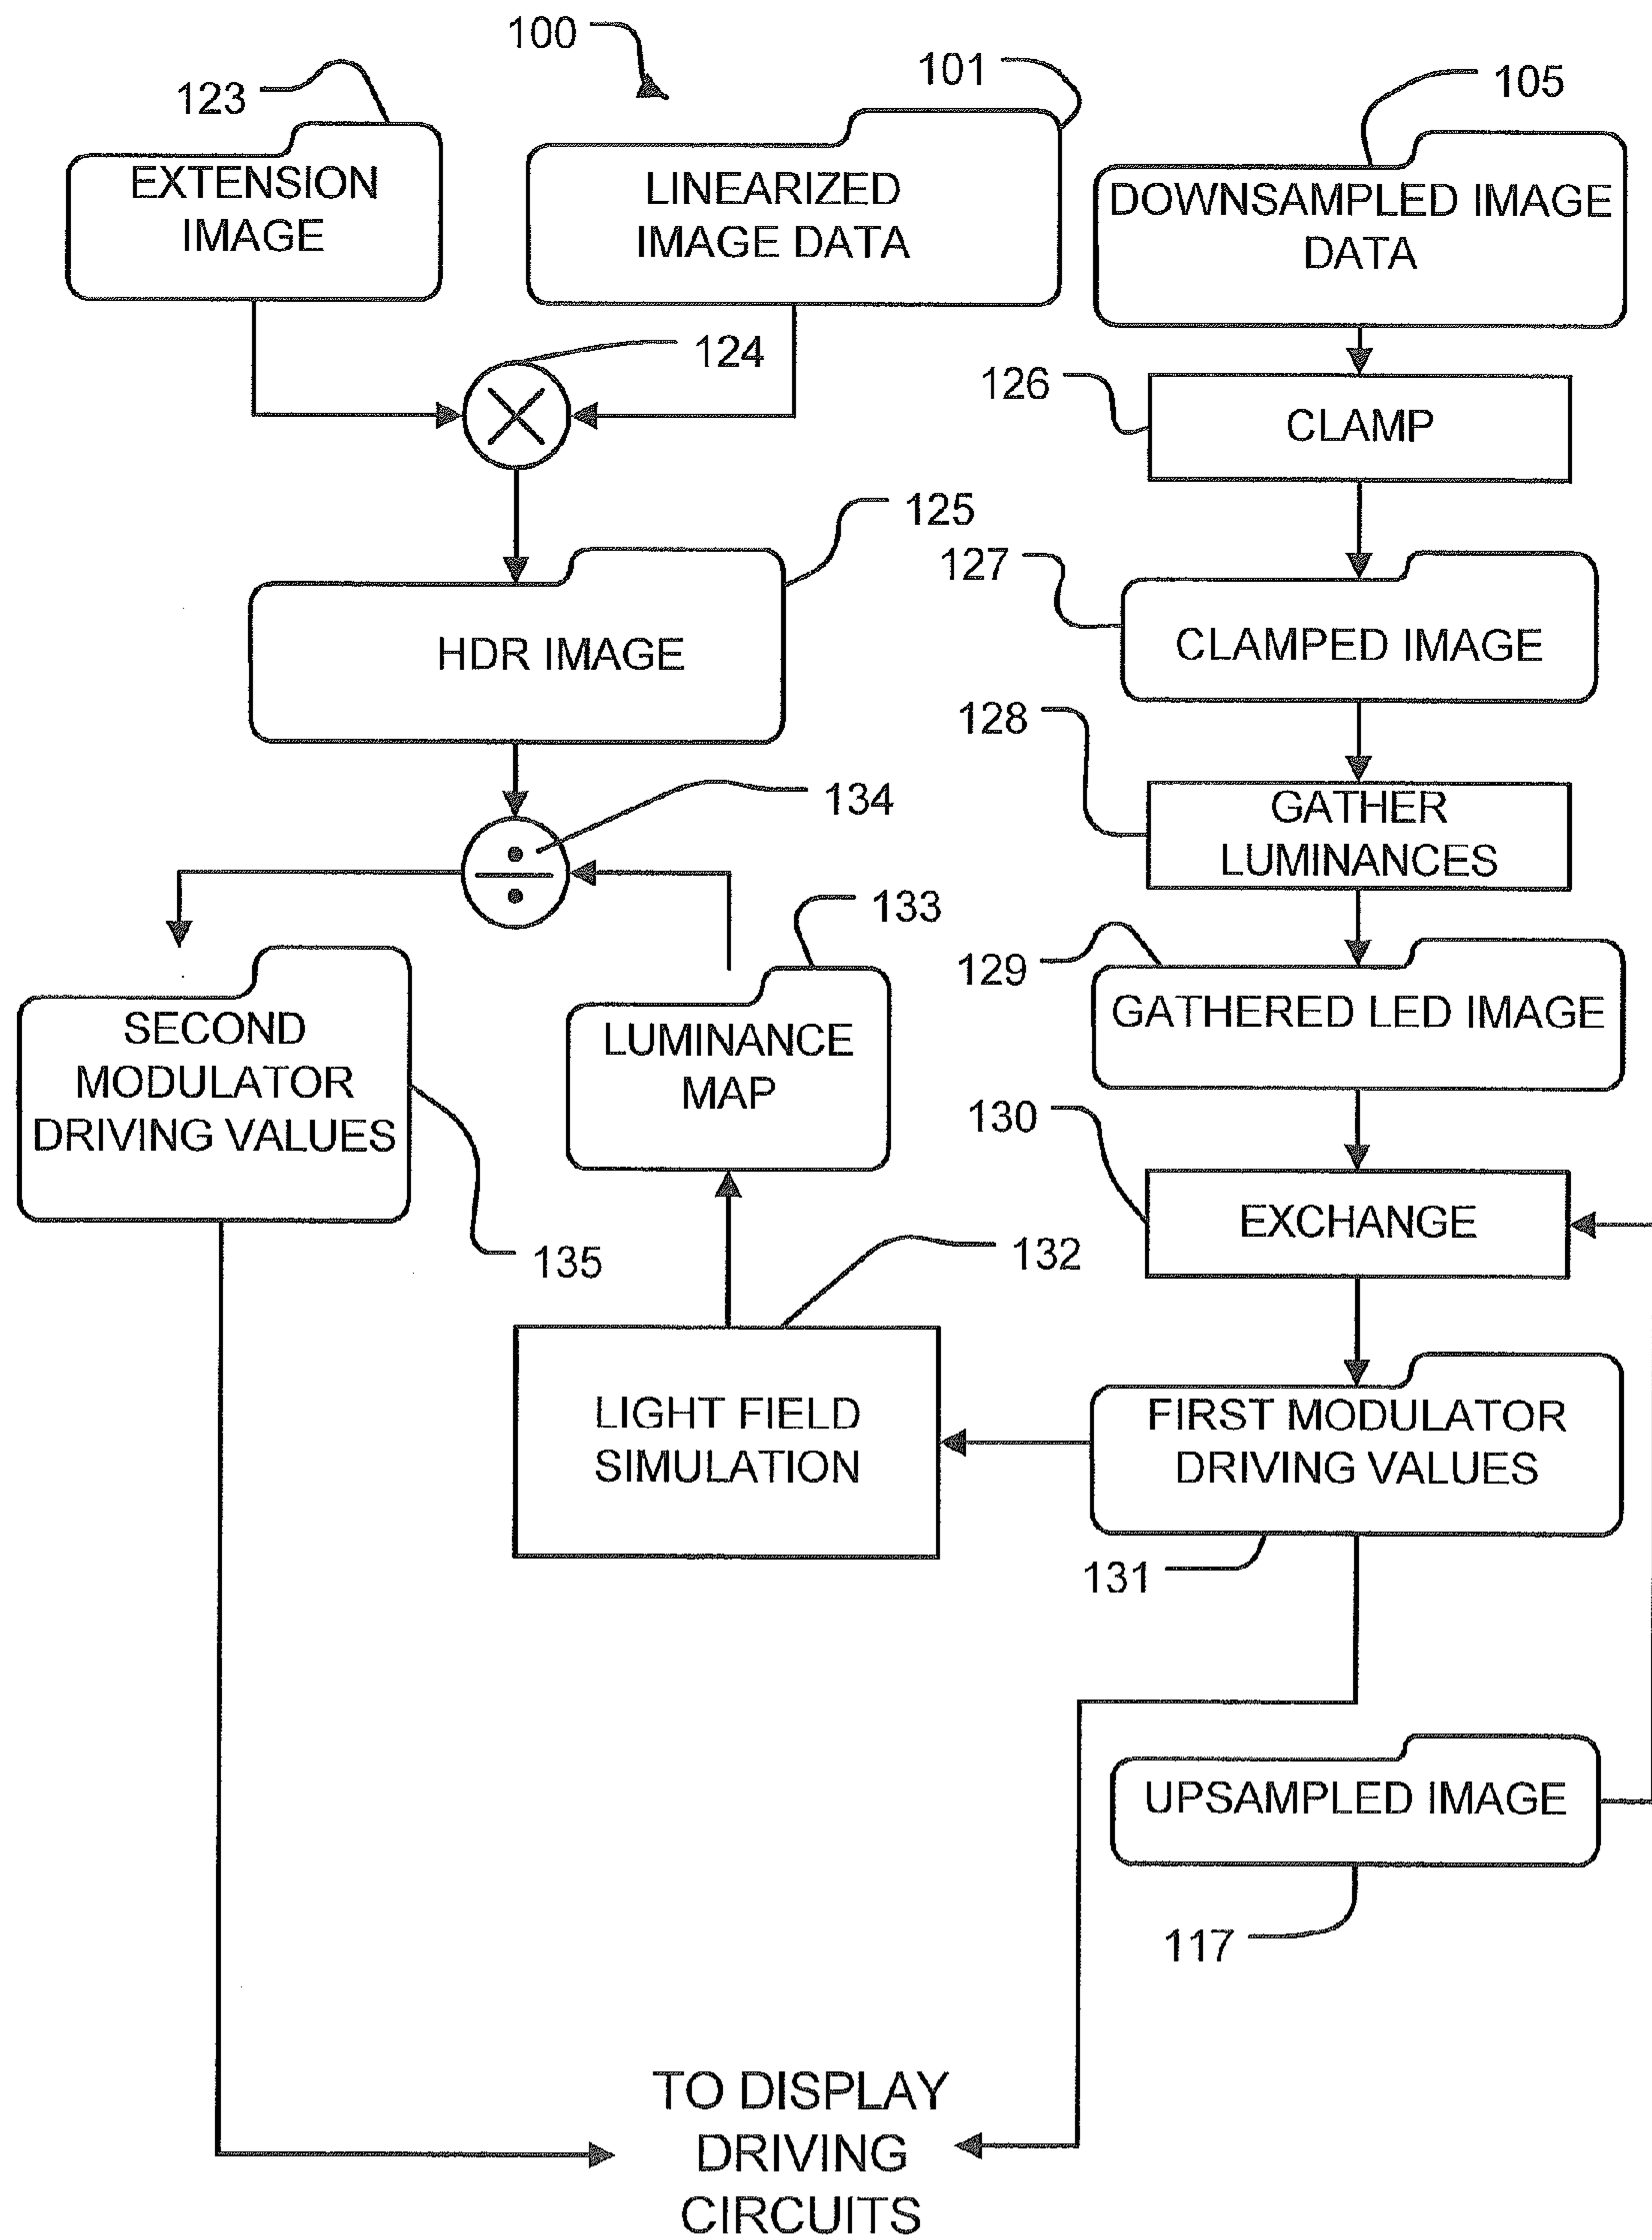 100
123
101
105
EXTENSION
IMAGE
LINEARIZED
IMAGE DATA
DOWNSAMPLED IMAGE
DATA
124
126
CLAMP
125
127
HDR IMAGE
CLAMPED IMAGE
128
GATHER
LUMINANCES
134
133
129
SECOND
MODULATOR
DRIVING VALUES
LUMINANCE
MAP
GATHERED LED IMAGE
130
EXCHANGE
135
132
LIGHT FIELD
SIMULATION
FIRST MODULATOR
DRIVING VALUES
131
UPSAMPLED IMAGE
117
TO DISPLAY
DRIVING
CIRCUITS